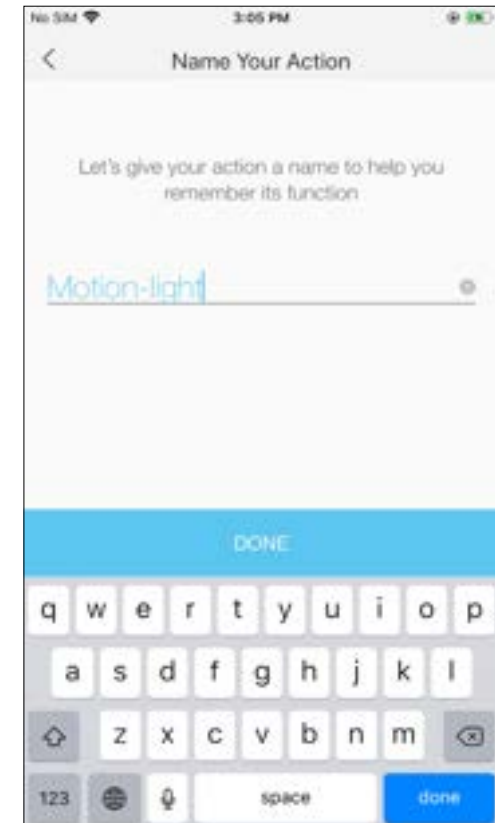 No SIM 3:05 PM
Name Your Action
Let's give your action a name to help you
remember its function
Motion-light
DONE
q w e r t y u i o p
a s d f g h j k l
z x c v b n m
123 space done